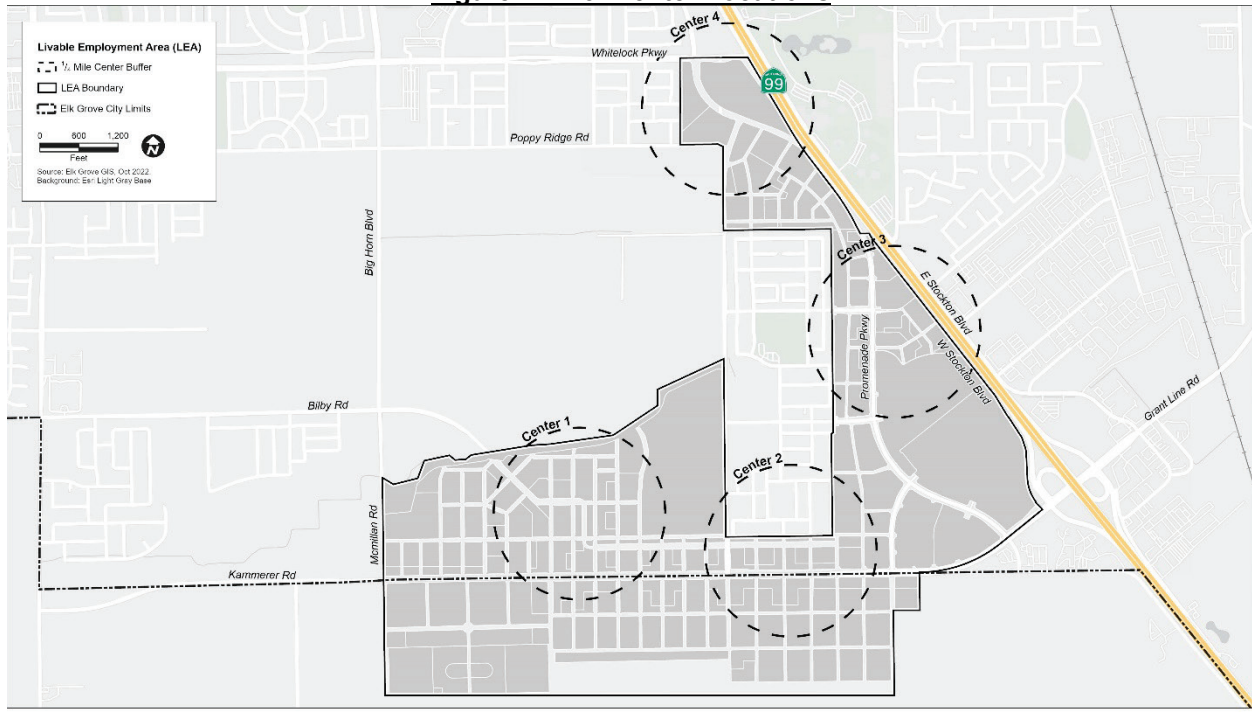 Center 4
Livable Employment Area (LEA)
Mile Center Buffer
LEA Boundary
Elk Grove City Limits
0 600 1,200
Feet
N
Source: Elk Grove GIS, Oct 2022.
Background: Esri Light Gray Base
Whitelock Pkwy
99
Poppy Ridge Rd
Big Horn Blvd
Center 3
E Stockton Blvd
Promenade Pkwy
W Stockton Blvd
Grant Line Rd
Bilby Rd
Center 1
Center 2
Mcmillan Rd
Kammerer Rd